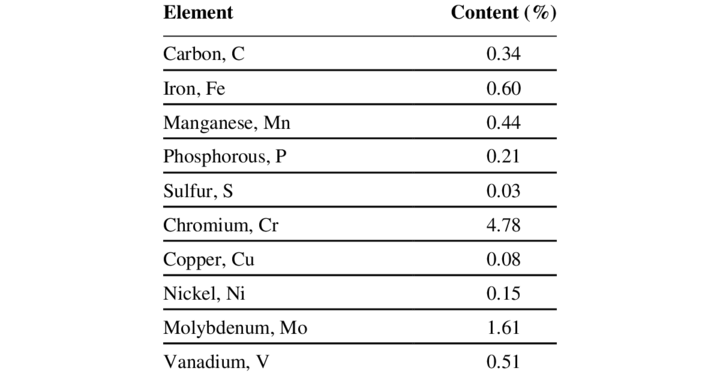 Element Content (%)
Carbon, C 0.34
Iron, Fe 0.60
Manganese, Mn 0.44
Phosphorous, P 0.21
Sulfur, S 0.03
Chromium, Cr 4.78
Copper, Cu 0.08
Nickel, Ni 0.15
Molybdenum, Mo 1.61
Vanadium, V 0.51